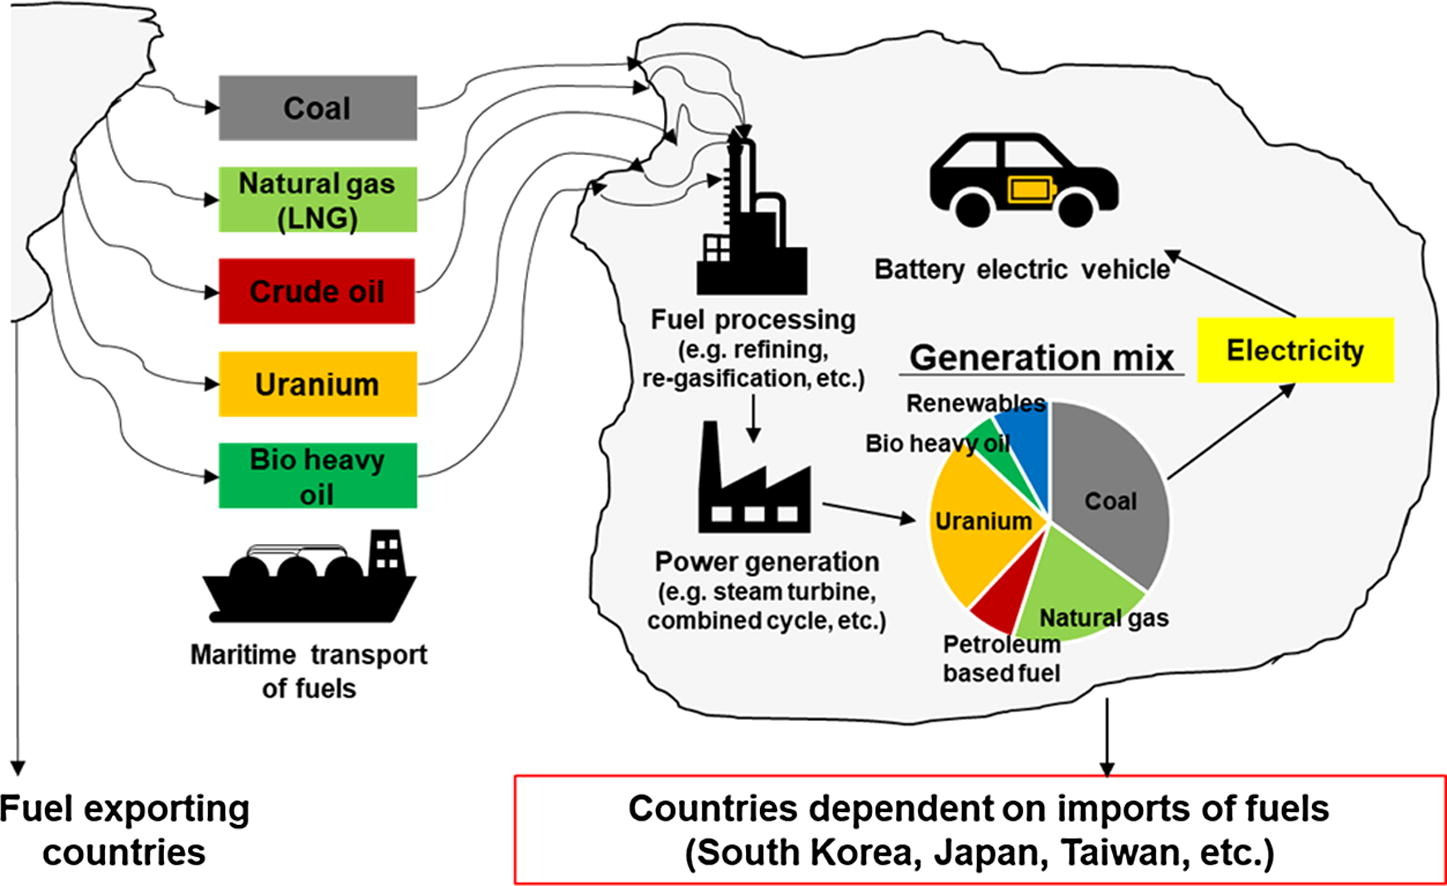 Coal
Natural gas
(LNG)
Crude oil
Uranium
Bio heavy
oil
Maritime transport
of fuels
Fuel exporting
countries
Fuel processing
(e.g. refining,
re-gasification, etc.)
Power generation
(e.g. steam turbine,
combined cycle, etc.)
Battery electric vehicle
Electricity
Generation mix
Renewables
Bio heavy oil
Coal
Uranium
Natural gas
Petroleum
based fuel
Countries dependent on imports of fuels
(South Korea, Japan, Taiwan, etc.)